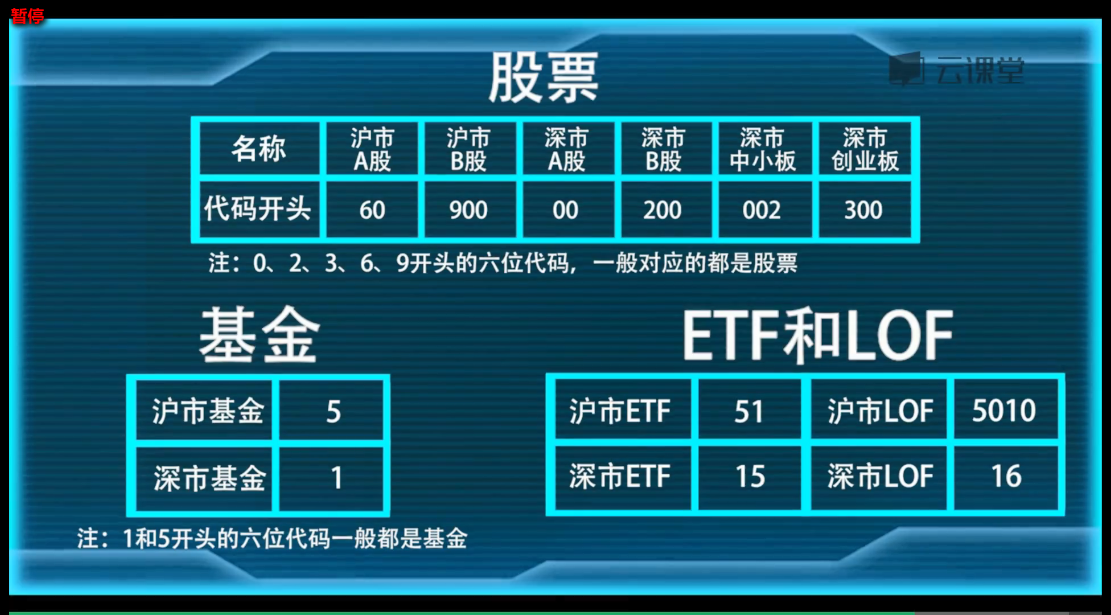 暂停
股票
云课堂
名称 沪市A股 沪市B股 深市A股 深市B股 深市中小板 深市创业板
代码开头 60 900 00 200 002 300
注：0、2、3、6、9开头的六位代码，一般对应的都是股票
基金
ETF和LOF
沪市基金 5
深市基金 1
沪市ETF 51 沪市LOF 5010
深市ETF 15 深市LOF 16
注：1和5开头的六位代码一般都是基金